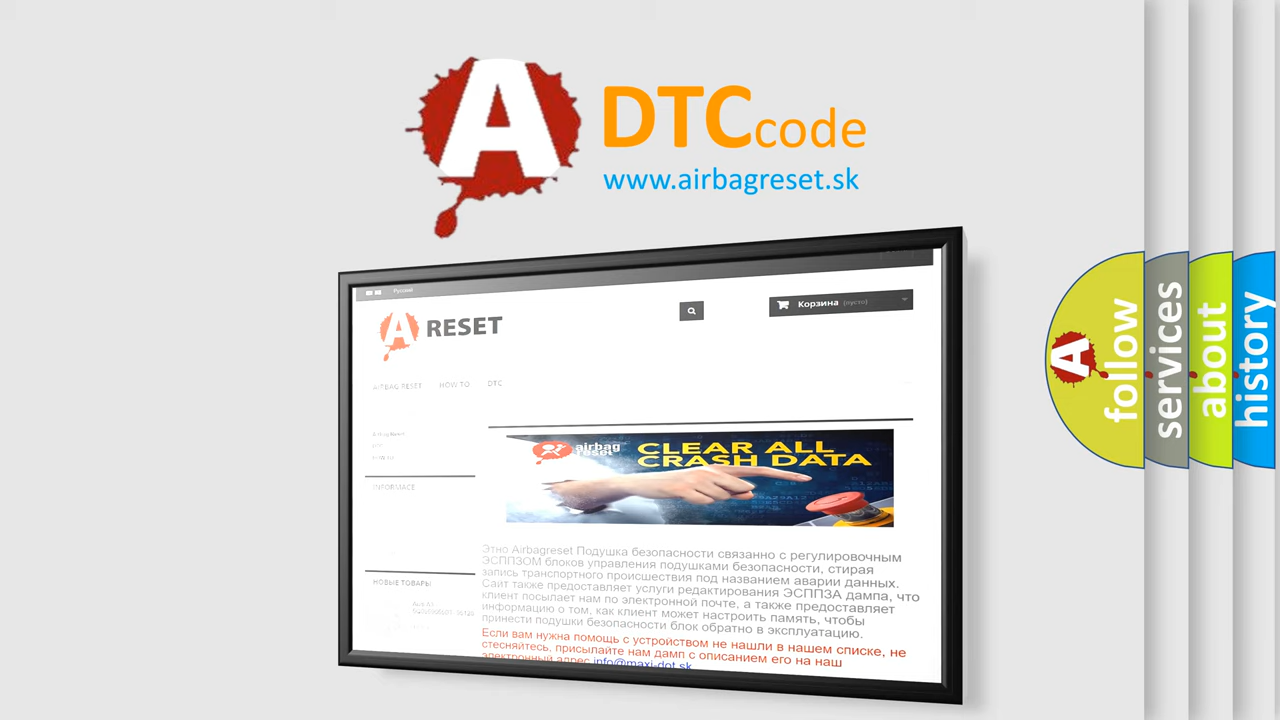 A DTCcode
www.airbagreset.sk
Русский
A RESET
Корзина (пусто)
AIRBAG RESET HOW TO DTC
INFORMACE
НОВЫЕ ТОВАРЫ
airbag
reset
CLEAR ALL
CRASH DATA
Этно Airbagreset Подушка безопасности связанно с регулировочным
ЭСППЗОМ блоков управления подушками безопасности, стирая
запись транспортного происшествия под названием аварии данных.
Сайт также предоставляет услуги редактирования ЭСППЗА дампа, что
клиент посылает нам по электронной почте, а также предоставляет
информацию о том, как клиент может настроить память, чтобы
принести подушки безопасности блок обратно в эксплуатацию.
Если вам нужна помощь с устройством не нашли в нашем списке, не
стесняйтесь, присылайте нам дамп с описанием его на наш
электронный адрес info@maxi-dot.sk
A
follow
services
about
history